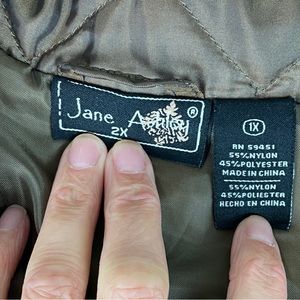 Jane Ashley®
2X
1X
RN 59451
55%NYLON
45%POLYESTER
MADE IN CHINA
55%NYLON
45%POLYESTER
HECHO EN CHINA